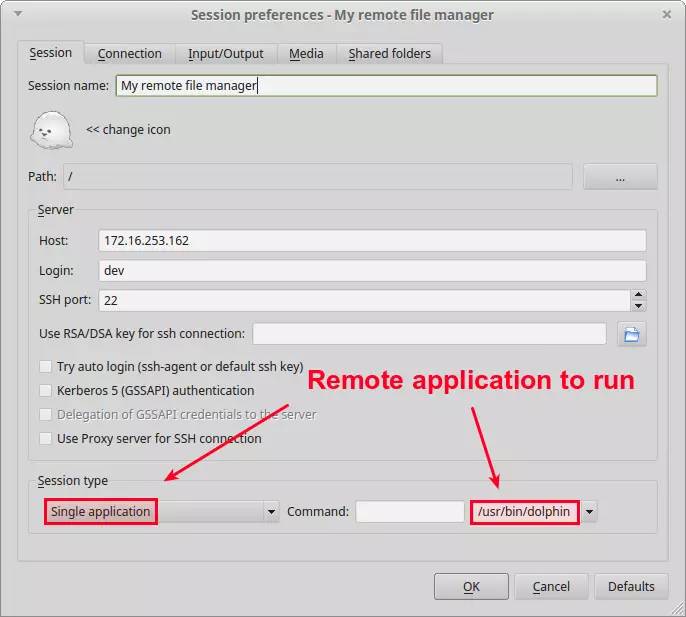 Session preferences - My remote file manager
Session Connection Input/Output Media Shared folders
Session name: My remote file manager
<< change icon
Path: / ...
Server
Host: 172.16.253.162
Login: dev
SSH port: 22
Use RSA/DSA key for ssh connection:
Try auto login (ssh-agent or default ssh key)
Remote application to run
Kerberos 5 (GSSAPI) authentication
Delegation of GSSAPI credentials to the server
Use Proxy server for SSH connection
Session type
Single application Command: /usr/bin/dolphin
OK Cancel Defaults